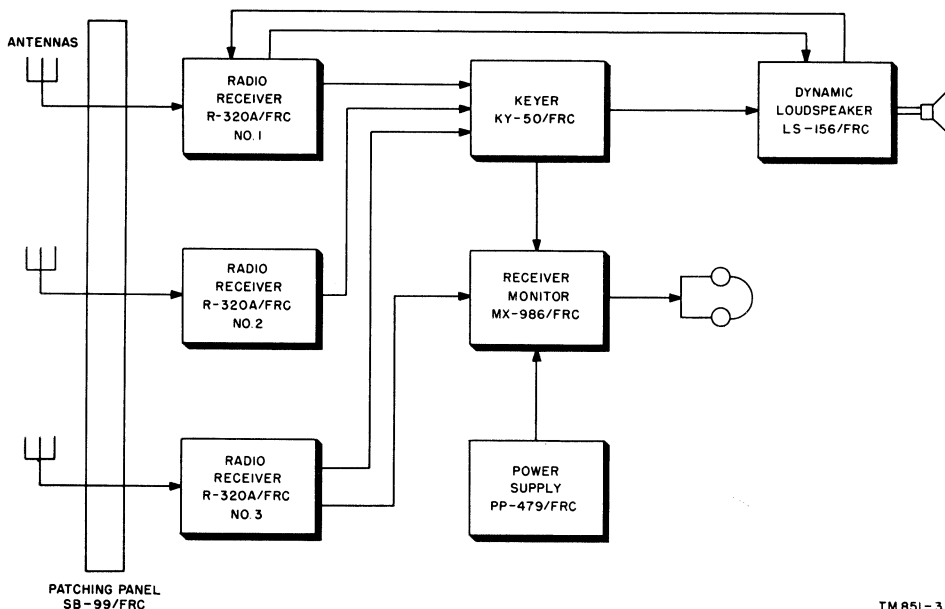 ANTENNAS
RADIO
RECEIVER
R-320A/FRC
NO. 1
KEYER
KY-50/FRC
DYNAMIC
LOUDSPEAKER
LS-156/FRC
RADIO
RECEIVER
R-320A/FRC
NO. 2
RECEIVER
MONITOR
MX-986/FRC
RADIO
RECEIVER
R-320A/FRC
NO. 3
POWER
SUPPLY
PP-479/FRC
PATCHING PANEL
SB-99/FRC
TM 851-3